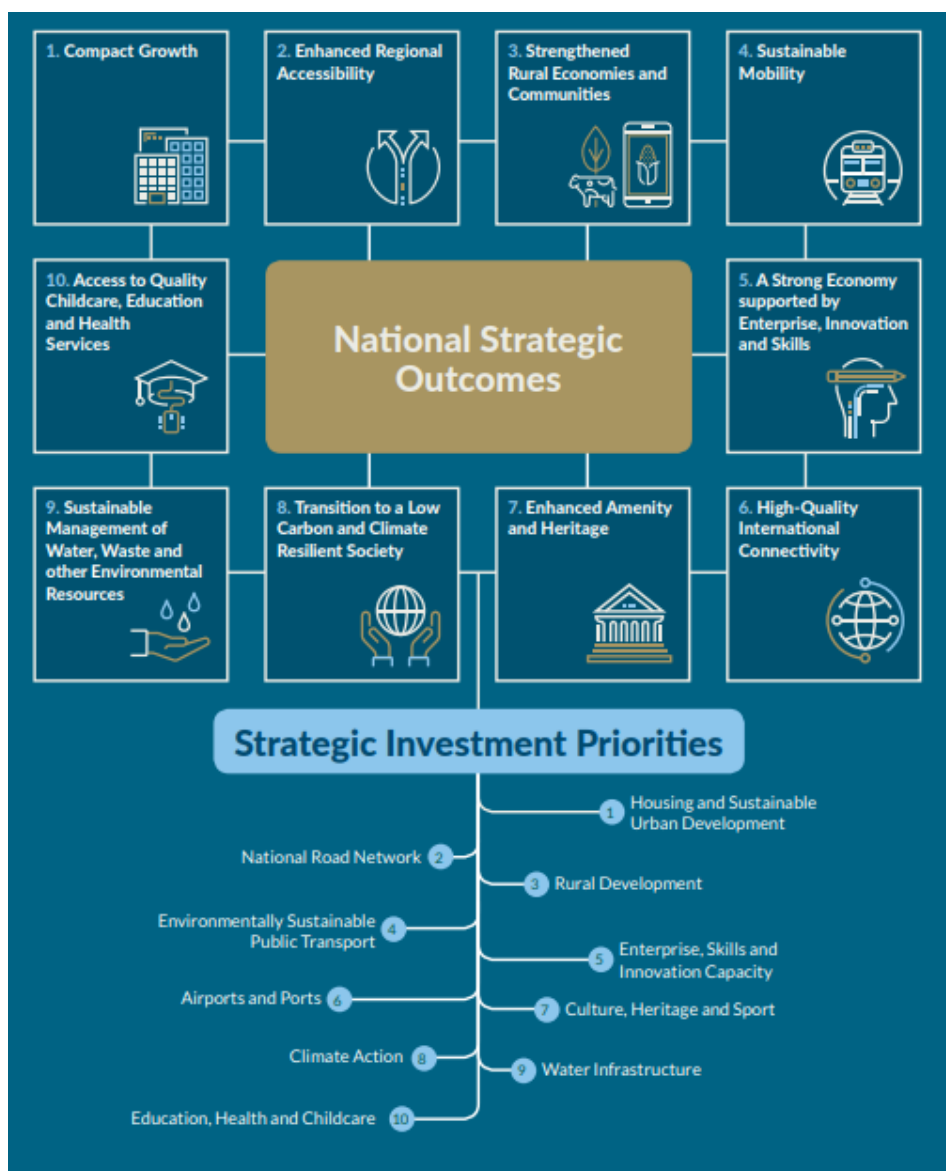 1. Compact Growth
2. Enhanced Regional
Accessibility
3. Strengthened
Rural Economies and
Communities
4. Sustainable
Mobility
10. Access to Quality
Childcare, Education
and Health
Services
National Strategic
Outcomes
5. A Strong Economy
supported by
Enterprise, Innovation
and Skills
9. Sustainable
Management of
Water, Waste and
other Environmental
Resources
8. Transition to a Low
Carbon and Climate
Resilient Society
7. Enhanced Amenity
and Heritage
6. High-Quality
International
Connectivity
Strategic Investment Priorities
1 Housing and Sustainable
Urban Development
National Road Network 2
3 Rural Development
Environmentally Sustainable
Public Transport 4
5 Enterprise, Skills and
Innovation Capacity
Airports and Ports 6
7 Culture, Heritage and Sport
Climate Action 8
9 Water Infrastructure
Education, Health and Childcare 10